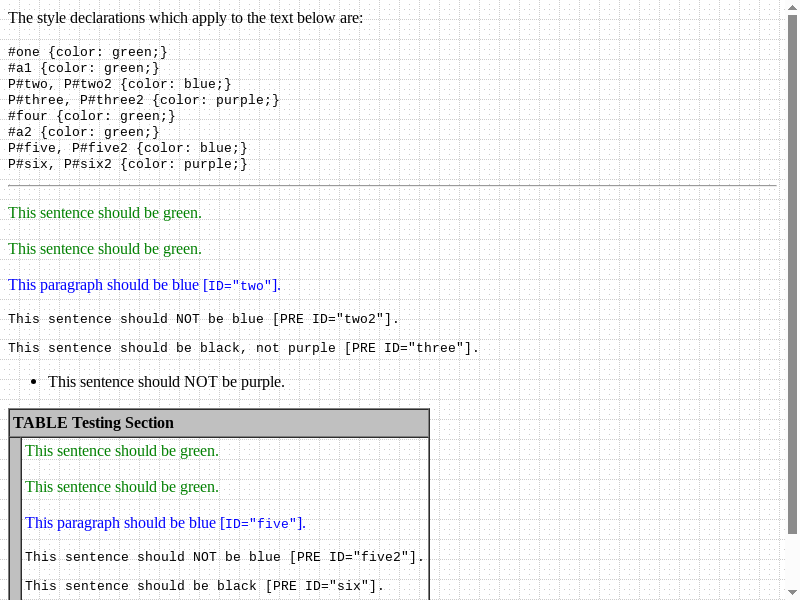 The style declarations which apply to the text below are:
#one {color: green;}
#a1 {color: green;}
P#two, P#two2 {color: blue;}
P#three, P#three2 {color: purple;}
#four {color: green;}
#a2 {color: green;}
P#five, P#five2 {color: blue;}
P#six, P#six2 {color: purple;}
This sentence should be green.
This sentence should be green.
This paragraph should be blue [ID="two"].
This sentence should NOT be blue [PRE ID="two2"].
This sentence should be black, not purple [PRE ID="three"].
• This sentence should NOT be purple.
TABLE Testing Section
This sentence should be green.
This sentence should be green.
This paragraph should be blue [ID="five"].
This sentence should NOT be blue [PRE ID="five2"].
This sentence should be black [PRE ID="six"].